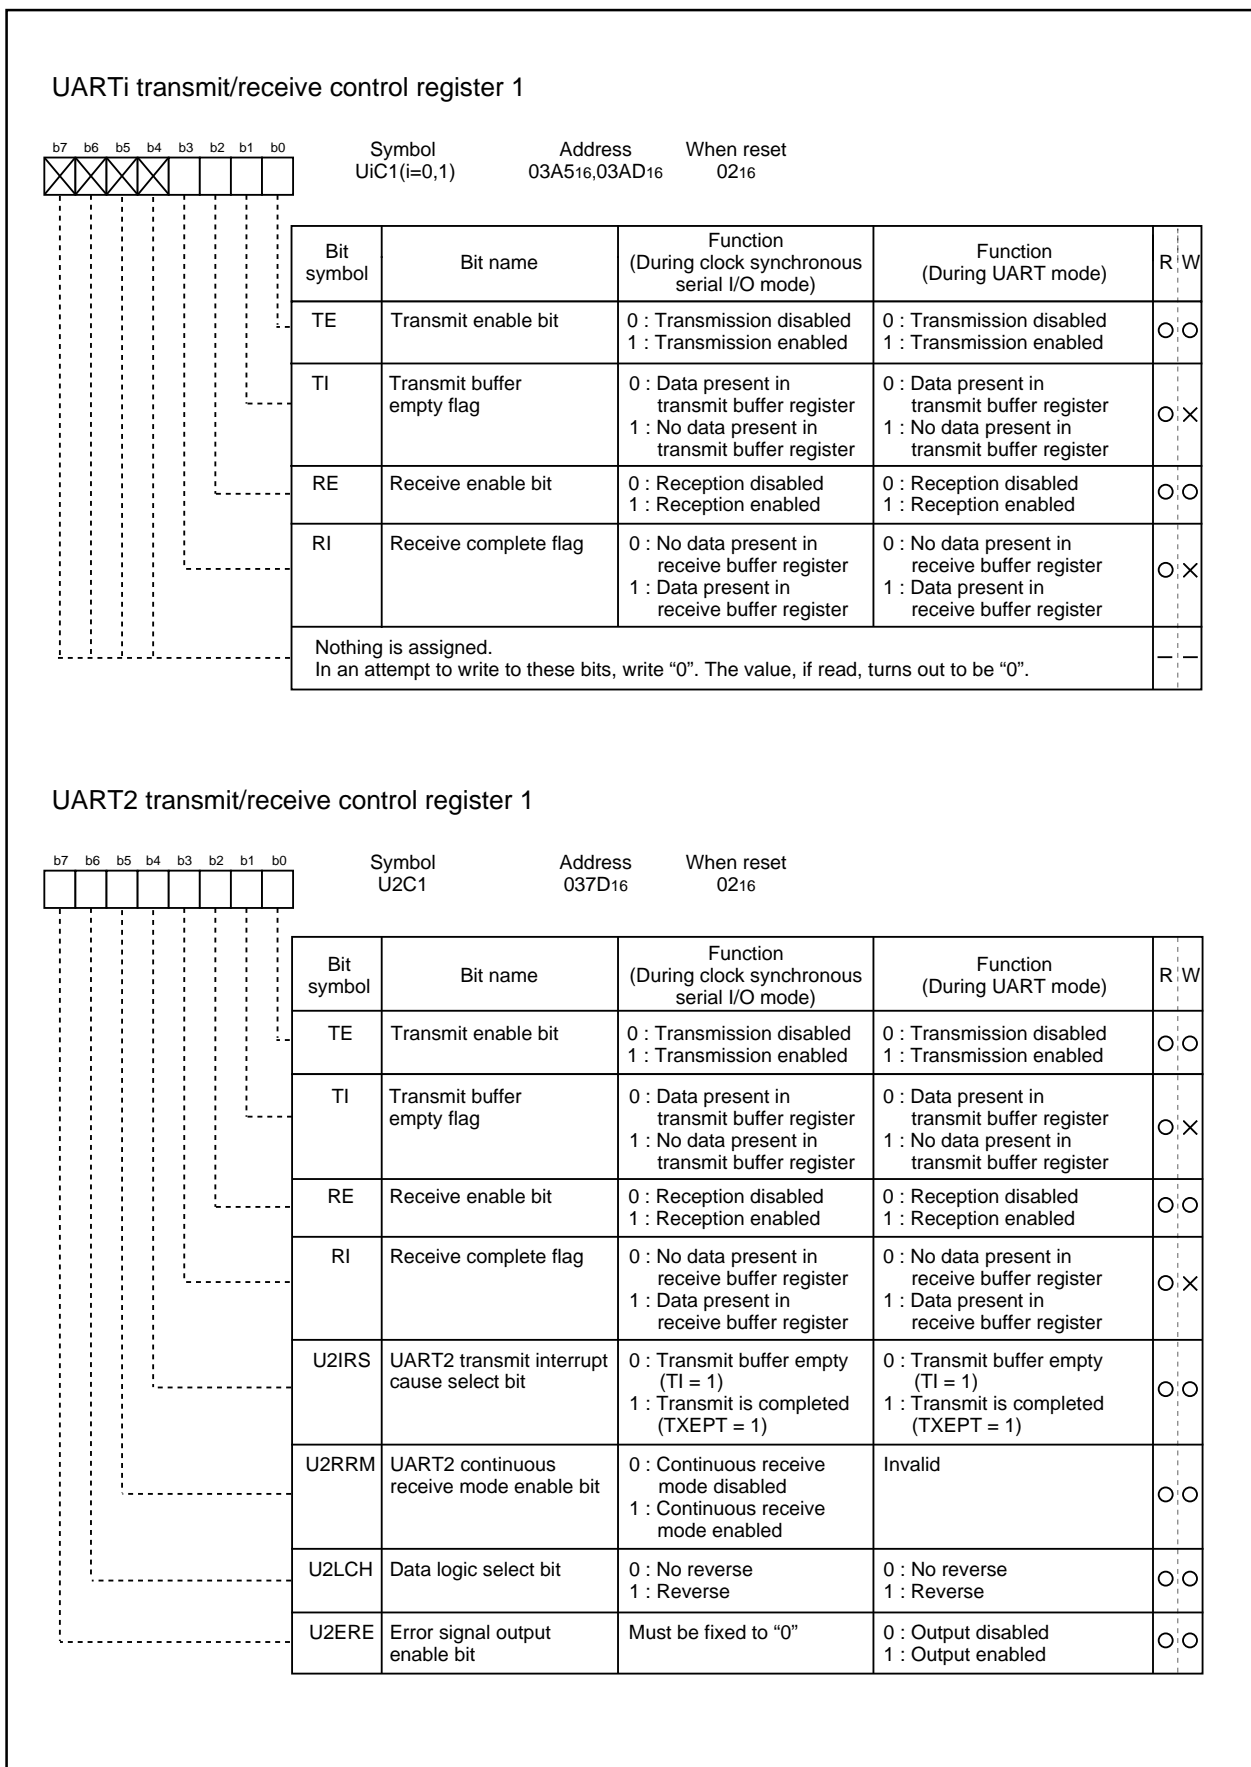 UARTi transmit/receive control register 1
b7 b6 b5 b4 b3 b2 b1 b0
Symbol Address When reset
UiC1(i=0,1) 03A516,03AD16 0216
Bit symbol Bit name Function (During clock synchronous serial I/O mode) Function (During UART mode) R W
TE Transmit enable bit 0 : Transmission disabled 0 : Transmission disabled
1 : Transmission enabled 1 : Transmission enabled
TI Transmit buffer 0 : Data present in 0 : Data present in
empty flag transmit buffer register transmit buffer register
1 : No data present in 1 : No data present in
transmit buffer register transmit buffer register
RE Receive enable bit 0 : Reception disabled 0 : Reception disabled
1 : Reception enabled 1 : Reception enabled
RI Receive complete flag 0 : No data present in 0 : No data present in
receive buffer register receive buffer register
1 : Data present in 1 : Data present in
receive buffer register receive buffer register
Nothing is assigned.
In an attempt to write to these bits, write “0”. The value, if read, turns out to be “0”.
UART2 transmit/receive control register 1
b7 b6 b5 b4 b3 b2 b1 b0
Symbol Address When reset
U2C1 037D16 0216
Bit symbol Bit name Function (During clock synchronous serial I/O mode) Function (During UART mode) R W
TE Transmit enable bit 0 : Transmission disabled 0 : Transmission disabled
1 : Transmission enabled 1 : Transmission enabled
TI Transmit buffer 0 : Data present in 0 : Data present in
empty flag transmit buffer register transmit buffer register
1 : No data present in 1 : No data present in
transmit buffer register transmit buffer register
RE Receive enable bit 0 : Reception disabled 0 : Reception disabled
1 : Reception enabled 1 : Reception enabled
RI Receive complete flag 0 : No data present in 0 : No data present in
receive buffer register receive buffer register
1 : Data present in 1 : Data present in
receive buffer register receive buffer register
U2IRS UART2 transmit interrupt 0 : Transmit buffer empty 0 : Transmit buffer empty
cause select bit (TI = 1) (TI = 1)
1 : Transmit is completed 1 : Transmit is completed
(TXEPT = 1) (TXEPT = 1)
U2RRM UART2 continuous 0 : Continuous receive Invalid
receive mode enable bit mode disabled
1 : Continuous receive
mode enabled
U2LCH Data logic select bit 0 : No reverse 0 : No reverse
1 : Reverse 1 : Reverse
U2ERE Error signal output Must be fixed to “0” 0 : Output disabled
enable bit 1 : Output enabled